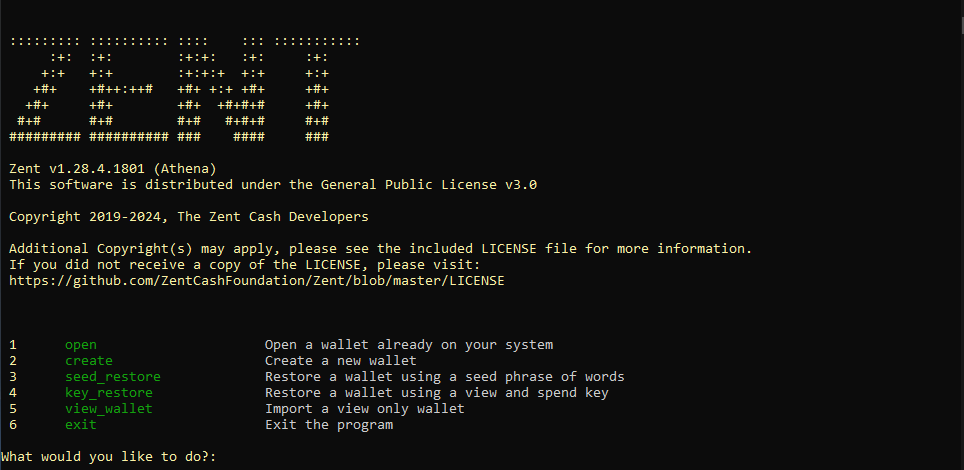 ::::::::: :::::::::: ::::    ::: :::::::::::
     :+:  :+:        :+:+:   :+:     :+:
    +:+   +:+        :+:+:+  +:+     +:+
   +#+    +#++:++#   +#+ +:+ +#+     +#+
  +#+     +#+        +#+  +#+#+#     +#+
 #+#      #+#        #+#   #+#+#     #+#
######### ########## ###    ####     ###
Zent v1.28.4.1801 (Athena)
This software is distributed under the General Public License v3.0
Copyright 2019-2024, The Zent Cash Developers
Additional Copyright(s) may apply, please see the included LICENSE file for more information.
If you did not receive a copy of the LICENSE, please visit:
https://github.com/ZentCashFoundation/Zent/blob/master/LICENSE
1 open Open a wallet already on your system
2 create Create a new wallet
3 seed_restore Restore a wallet using a seed phrase of words
4 key_restore Restore a wallet using a view and spend key
5 view_wallet Import a view only wallet
6 exit Exit the program
What would you like to do?: